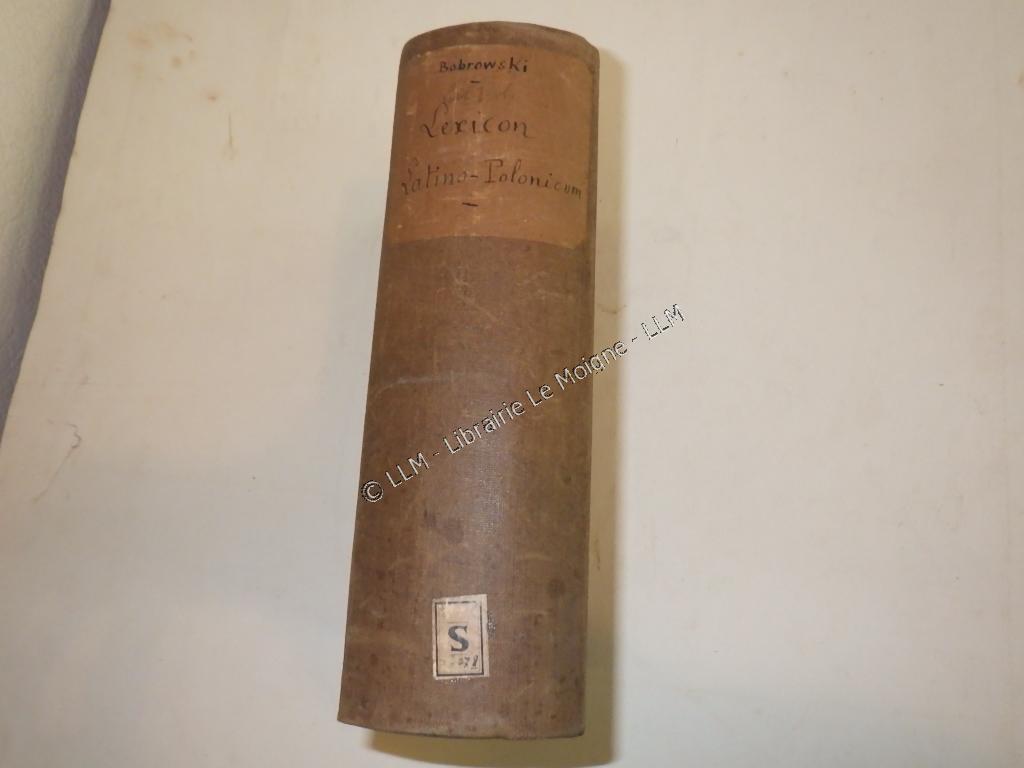 Bobrowski
Lexicon
Latino-Polonicum
© LLM - Librairie Le Moigne - LLM
S